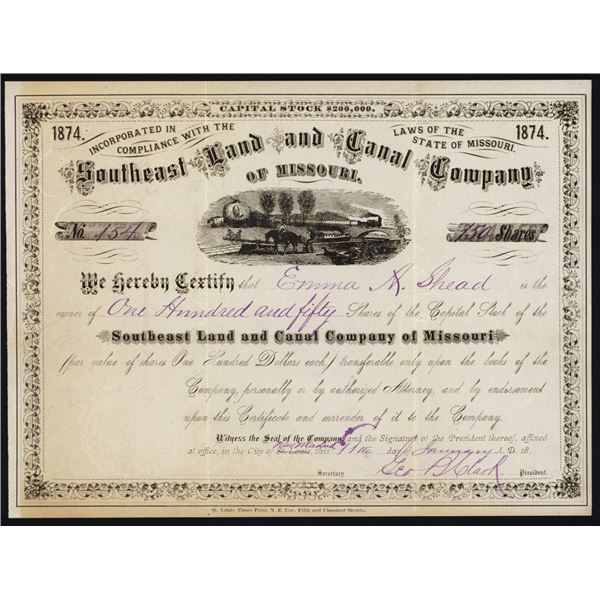 CAPITAL STOCK $200,000.
1874. INCORPORATED IN COMPLIANCE WITH THE LAWS OF THE STATE OF MISSOURI. 1874.
Southeast Land and Canal Company
OF MISSOURI.
No. 154 150 Shares
We Hereby Certify that Emma A. Shead is the
owner of One Hundred and fifty Shares of the Capital Stock of the
Southeast Land and Canal Company of Missouri
(par value of shares One Hundred Dollars each) transferable only upon the books of the
Company, personally or by authorized Attorney, and by endorsement
upon this Certificate and surrender of it to the Company.
Witness the Seal of the Company and the Signature of the President thereof, affixed
at office, in the City of St. Louis, New Madrid this day of January A.D. 18
Geo B Clark
Secretary President.
St. Louis Times Print, N. E. Cor. Fifth and Chestnut Streets.